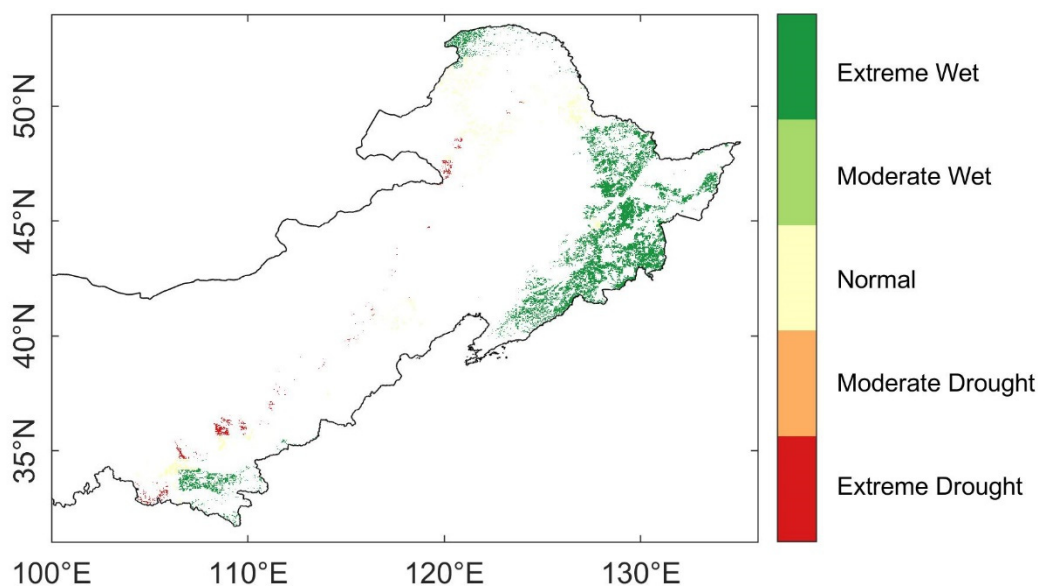 50°N
45°N
40°N
35°N
100°E 110°E 120°E 130°E
Extreme Wet
Moderate Wet
Normal
Moderate Drought
Extreme Drought